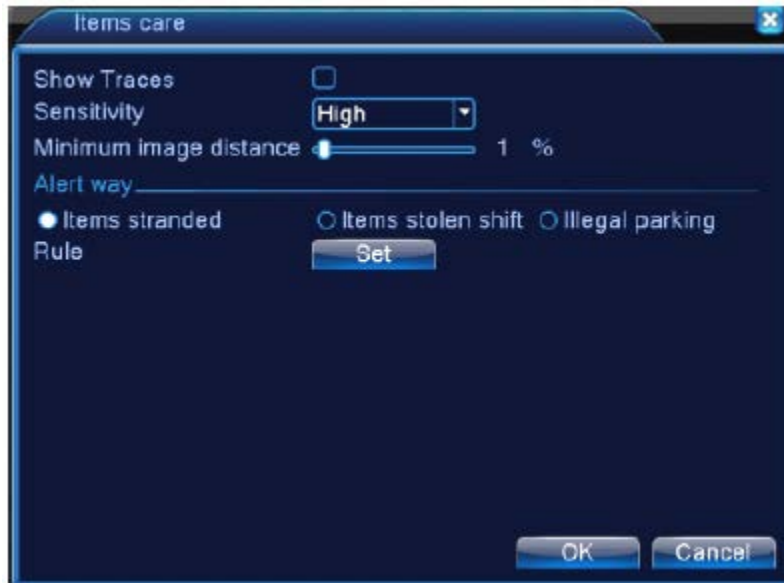 Items care
Show Traces
Sensitivity High
Minimum image distance 1 %
Alert way
Items stranded Items stolen shift Illegal parking
Rule Set
OK Cancel